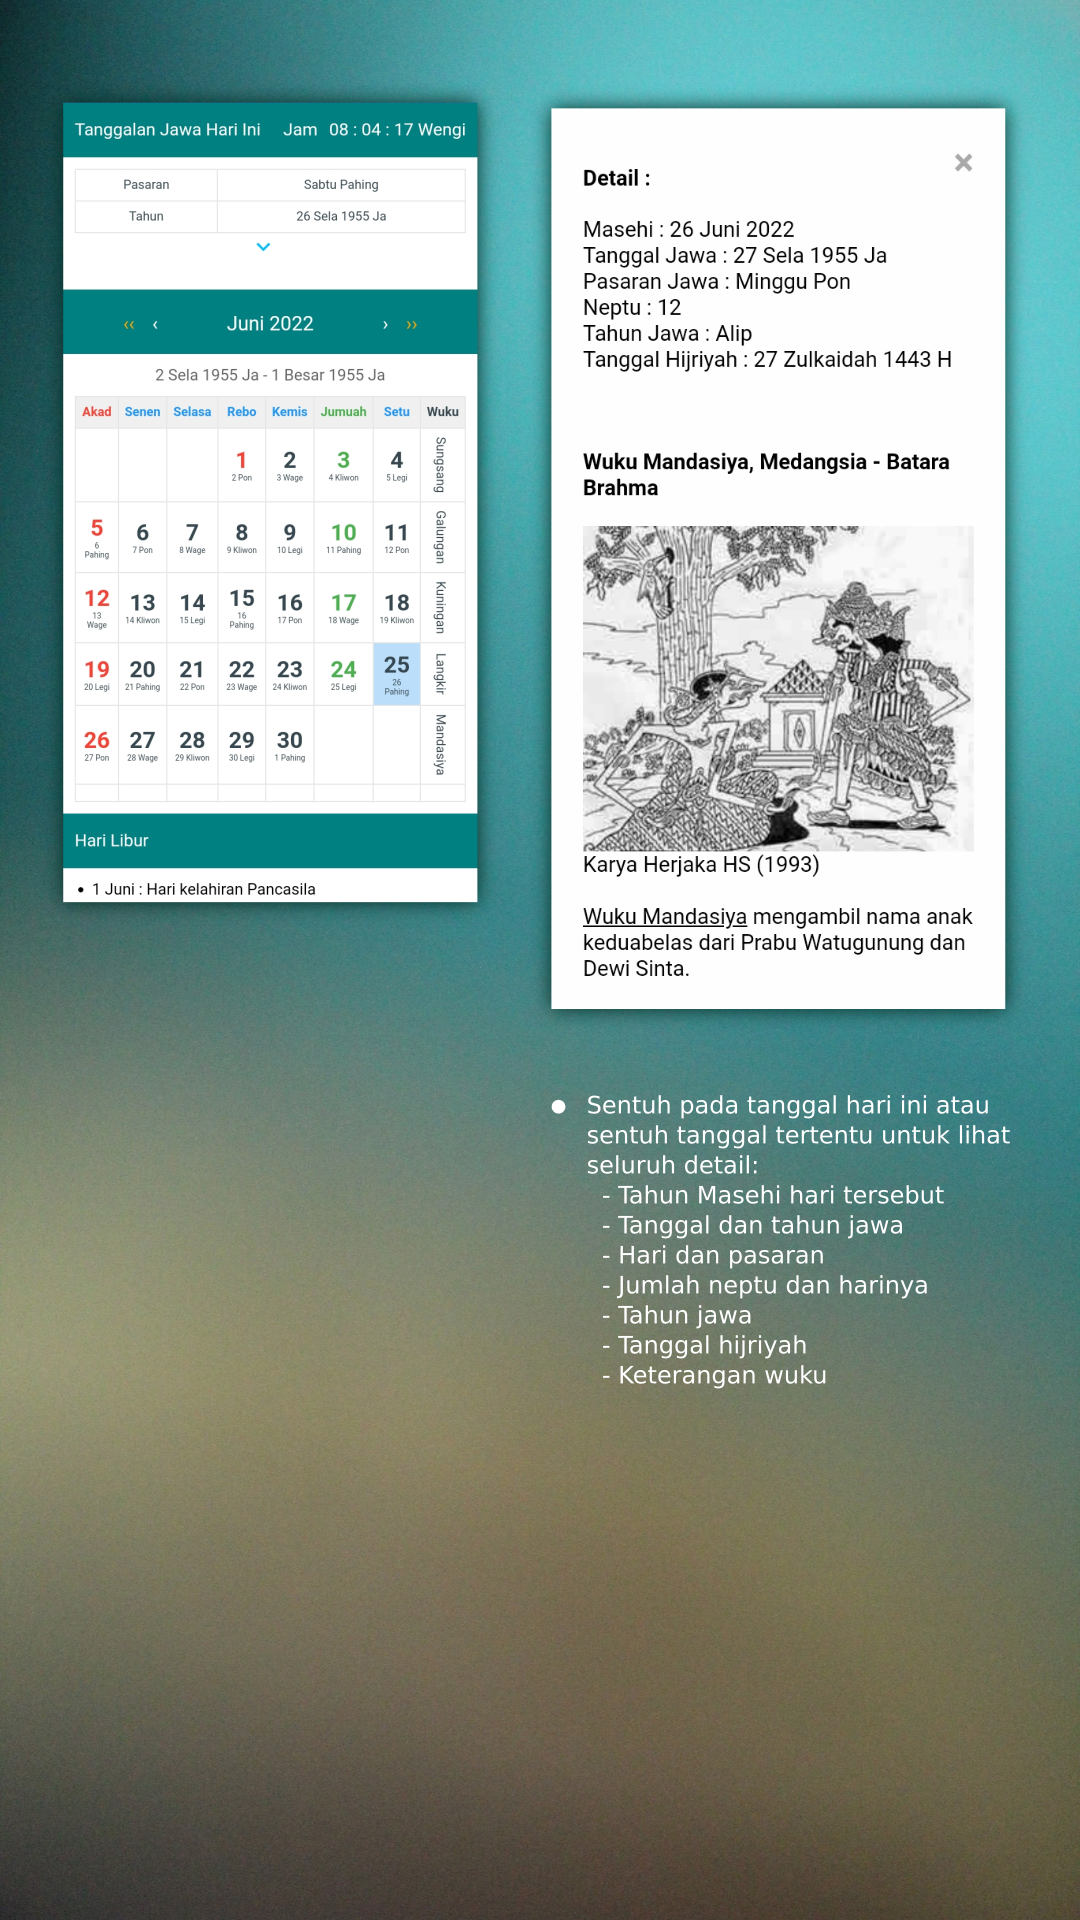 Tanggalan Jawa Hari Ini Jam 08 : 04 : 17 Wengi
Pasaran Sabtu Pahing
Tahun 26 Sela 1955 Ja
‹‹ ‹ Juni 2022 › ››
2 Sela 1955 Ja - 1 Besar 1955 Ja
Akad Senen Selasa Rebo Kemis Jumuah Setu Wuku
1 2 3 4 Sungsang
2 Pon 3 Wage 4 Kliwon 5 Legi
5 6 7 8 9 10 11 Galungan
6 Pahing 7 Pon 8 Wage 9 Kliwon 10 Legi 11 Pahing 12 Pon
12 13 14 15 16 17 18 Kuningan
13 Wage 14 Kliwon 15 Legi 16 Pahing 17 Pon 18 Wage 19 Kliwon
19 20 21 22 23 24 25 Langkir
20 Legi 21 Pahing 22 Pon 23 Wage 24 Kliwon 25 Legi 26 Pahing
26 27 28 29 30 Mandasiya
27 Pon 28 Wage 29 Kliwon 30 Legi 1 Pahing
Hari Libur
• 1 Juni : Hari kelahiran Pancasila
×
Detail :
Masehi : 26 Juni 2022
Tanggal Jawa : 27 Sela 1955 Ja
Pasaran Jawa : Minggu Pon
Neptu : 12
Tahun Jawa : Alip
Tanggal Hijriyah : 27 Zulkaidah 1443 H
Wuku Mandasiya, Medangsia - Batara
Brahma
Karya Herjaka HS (1993)
Wuku Mandasiya mengambil nama anak
keduabelas dari Prabu Watugunung dan
Dewi Sinta.
● Sentuh pada tanggal hari ini atau
sentuh tanggal tertentu untuk lihat
seluruh detail:
- Tahun Masehi hari tersebut
- Tanggal dan tahun jawa
- Hari dan pasaran
- Jumlah neptu dan harinya
- Tahun jawa
- Tanggal hijriyah
- Keterangan wuku